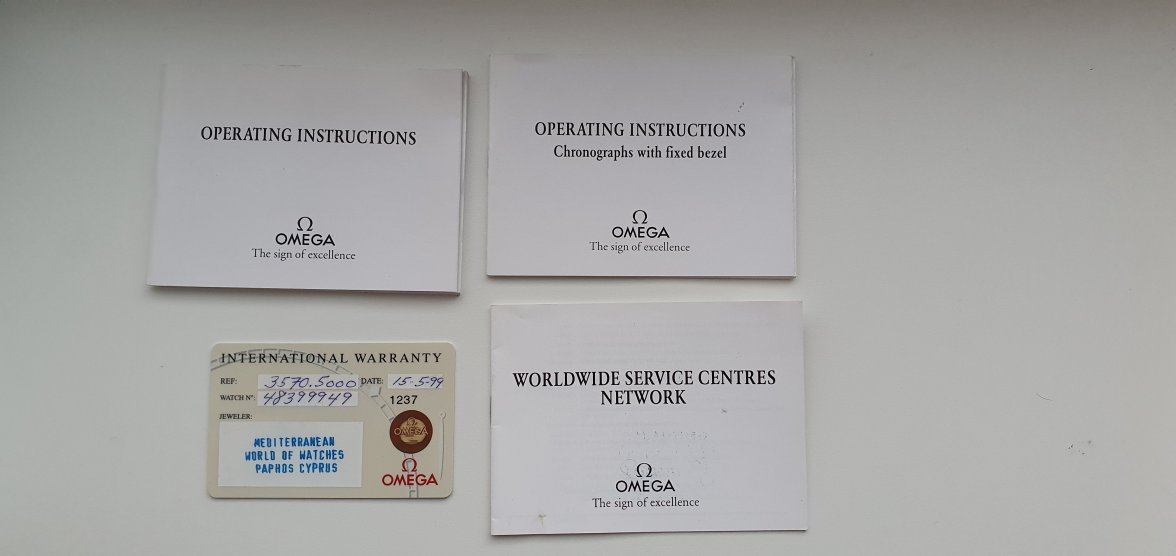 OPERATING INSTRUCTIONS
Ω
OMEGA
The sign of excellence
OPERATING INSTRUCTIONS
Chronographs with fixed bezel
Ω
OMEGA
The sign of excellence
INTERNATIONAL WARRANTY
REF: 3570.5000 DATE: 15.5-99
WATCH N°: 48399949 1237
JEWELER:
MEDITERRANEAN
WORLD OF WATCHES
PAPHOS CYPRUS
OMEGA
Ω
OMEGA
WORLDWIDE SERVICE CENTRES
NETWORK
Ω
OMEGA
The sign of excellence